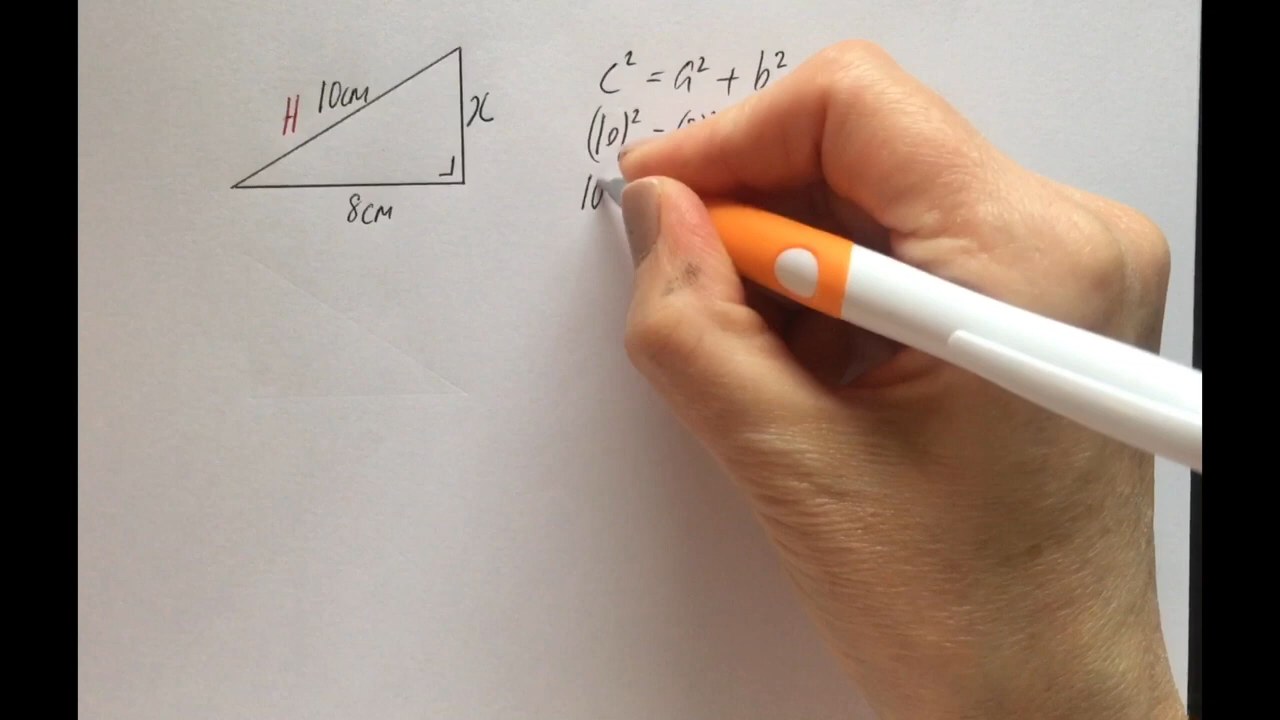 H 10cm
x
8cm
c² = a² + b²
(10)² =
10